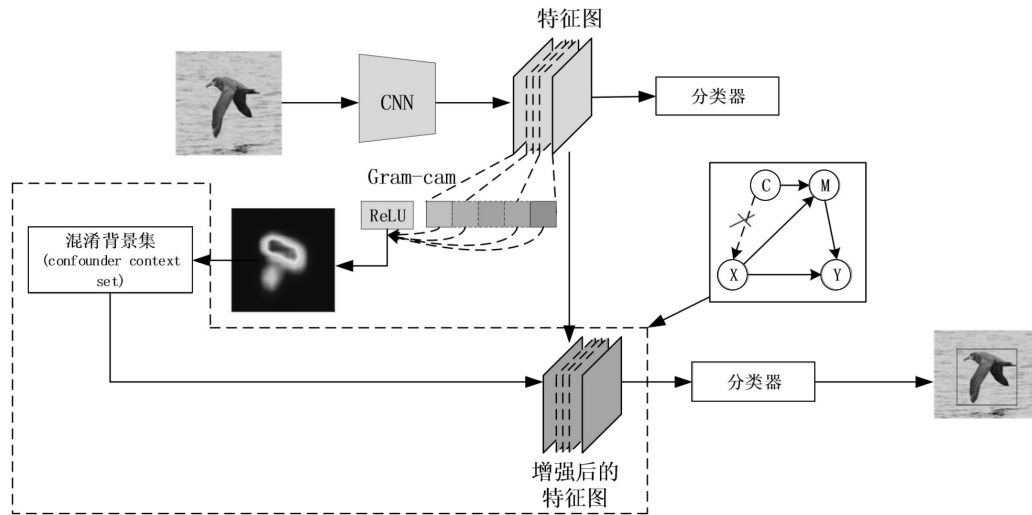 特征图
CNN
分类器
Gram-cam
ReLU
C
M
X
Y
混淆背景集
(confounder context
set)
分类器
增强后的
特征图